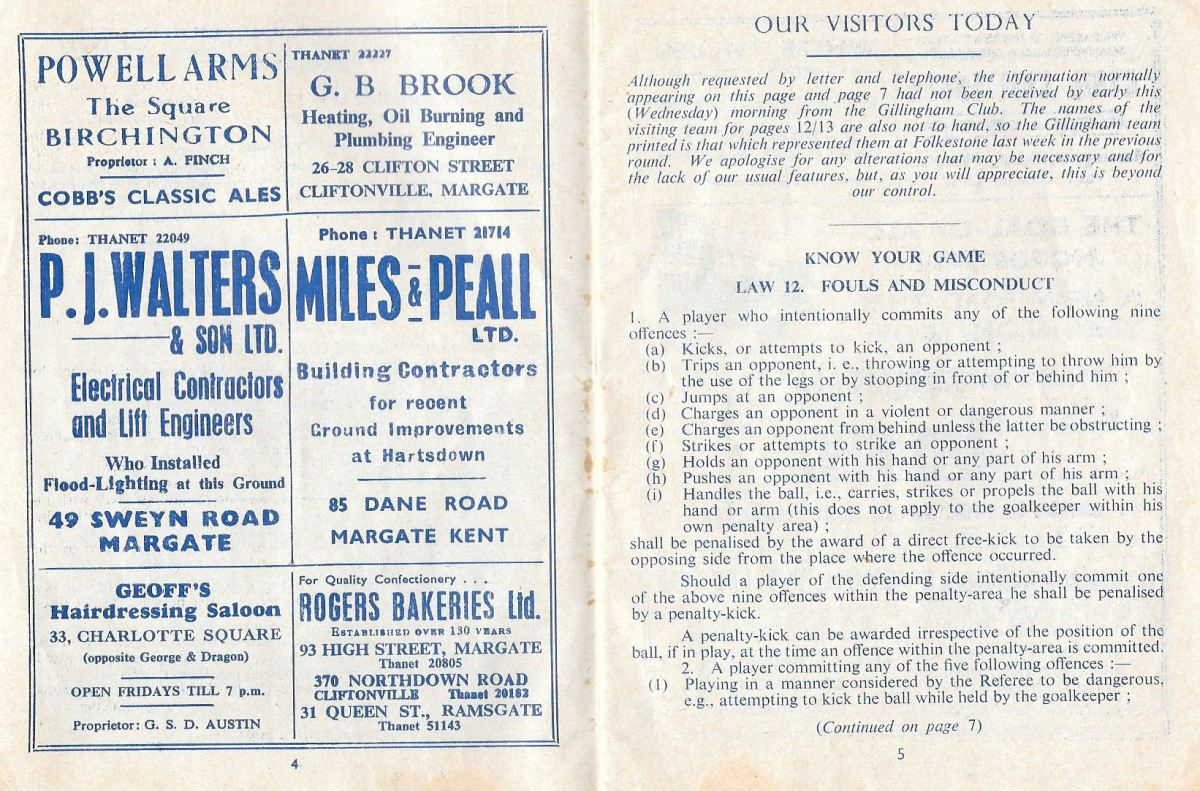 POWELL ARMS
The Square
BIRCHINGTON
Proprietor : A. FINCH
COBB'S CLASSIC ALES
THANET 22227
G. B BROOK
Heating, Oil Burning and
Plumbing Engineer
26-28 CLIFTON STREET
CLIFTONVILLE, MARGATE
Phone: THANET 22049
P. J. WALTERS
& SON LTD.
Electrical Contractors
and Lift Engineers
Who Installed
Flood-Lighting at this Ground
49 SWEYN ROAD
MARGATE
Phone : THANET 21714
MILES & PEALL
LTD.
Building Contractors
for recent
Ground Improvements
at Hartsdown
85 DANE ROAD
MARGATE KENT
GEOFF'S
Hairdressing Saloon
33, CHARLOTTE SQUARE
(opposite George & Dragon)
OPEN FRIDAYS TILL 7 p.m.
Proprietor: G. S. D. AUSTIN
For Quality Confectionery . . .
ROGERS BAKERIES Ltd.
ESTABLISHED OVER 130 YEARS
93 HIGH STREET, MARGATE
Thanet 20805
370 NORTHDOWN ROAD
CLIFTONVILLE Thanet 20182
31 QUEEN ST., RAMSGATE
Thanet 51143
4
OUR VISITORS TODAY
Although requested by letter and telephone, the information normally
appearing on this page and page 7 had not been received by early this
(Wednesday) morning from the Gillingham Club. The names of the
visiting team for pages 12/13 are also not to hand, so the Gillingham team
printed is that which represented them at Folkestone last week in the previous
round. We apologise for any alterations that may be necessary and for
the lack of our usual features, but, as you will appreciate, this is beyond
our control.
KNOW YOUR GAME
LAW 12. FOULS AND MISCONDUCT
1. A player who intentionally commits any of the following nine
offences :—
(a) Kicks, or attempts to kick, an opponent ;
(b) Trips an opponent, i. e., throwing or attempting to throw him by
the use of the legs or by stooping in front of or behind him ;
(c) Jumps at an opponent ;
(d) Charges an opponent in a violent or dangerous manner ;
(e) Charges an opponent from behind unless the latter be obstructing ;
(f) Strikes or attempts to strike an opponent ;
(g) Holds an opponent with his hand or any part of his arm ;
(h) Pushes an opponent with his hand or any part of his arm ;
(i) Handles the ball, i.e., carries, strikes or propels the ball with his
hand or arm (this does not apply to the goalkeeper within his
own penalty area) ;
shall be penalised by the award of a direct free-kick to be taken by the
opposing side from the place where the offence occurred.
Should a player of the defending side intentionally commit one
of the above nine offences within the penalty-area he shall be penalised
by a penalty-kick.
A penalty-kick can be awarded irrespective of the position of the
ball, if in play, at the time an offence within the penalty-area is committed.
2. A player committing any of the five following offences :—
(1) Playing in a manner considered by the Referee to be dangerous,
e.g., attempting to kick the ball while held by the goalkeeper ;
(Continued on page 7)
5